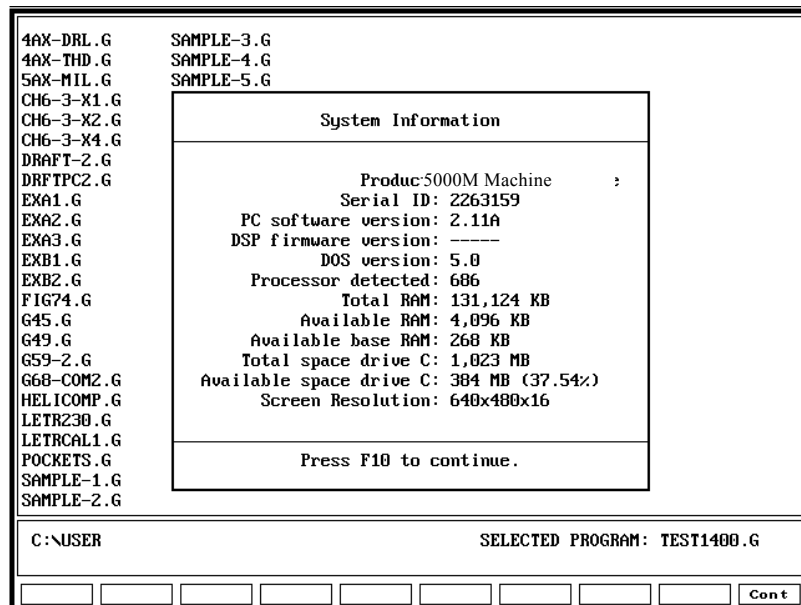 4AX-DRL.G SAMPLE-3.G
4AX-THD.G SAMPLE-4.G
5AX-MIL.G SAMPLE-5.G
CH6-3-X1.G
CH6-3-X2.G
CH6-3-X4.G
DRAFT-2.G
DRFTPC2.G
EXA1.G
EXA2.G
EXA3.G
EXB1.G
EXB2.G
FIG74.G
G45.G
G49.G
G59-2.G
G68-COM2.G
HELICOMP.G
LETR230.G
LETRCAL1.G
POCKETS.G
SAMPLE-1.G
SAMPLE-2.G
System Information
Produc 5000M Machine
Serial ID: 2263159
PC software version: 2.11A
DSP firmware version: -----
DOS version: 5.0
Processor detected: 686
Total RAM: 131,124 KB
Available RAM: 4,096 KB
Available base RAM: 268 KB
Total space drive C: 1,023 MB
Available space drive C: 384 MB (37.54%)
Screen Resolution: 640x480x16
Press F10 to continue.
C:\USER SELECTED PROGRAM: TEST1400.G
Cont